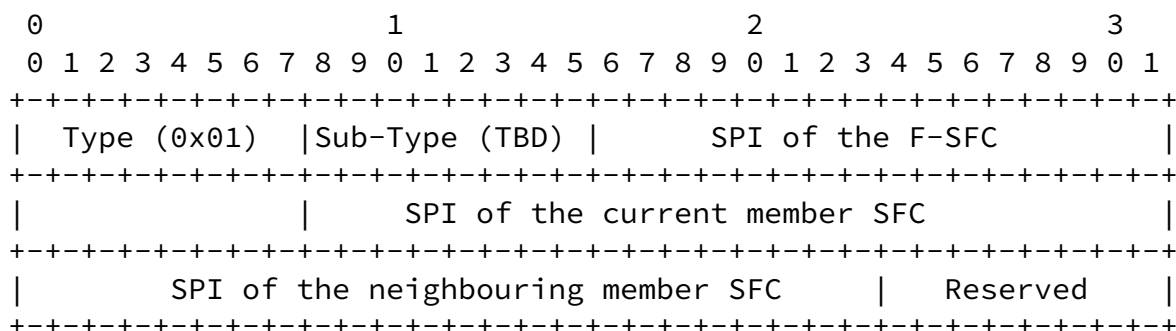 0                   1                   2                   3
0 1 2 3 4 5 6 7 8 9 0 1 2 3 4 5 6 7 8 9 0 1 2 3 4 5 6 7 8 9 0 1
+-+-+-+-+-+-+-+-+-+-+-+-+-+-+-+-+-+-+-+-+-+-+-+-+-+-+-+-+-+-+-+-+
|  Type (0x01)  |Sub-Type (TBD) |      SPI of the F-SFC         |
+-+-+-+-+-+-+-+-+-+-+-+-+-+-+-+-+-+-+-+-+-+-+-+-+-+-+-+-+-+-+-+-+
|               |     SPI of the current member SFC             |
+-+-+-+-+-+-+-+-+-+-+-+-+-+-+-+-+-+-+-+-+-+-+-+-+-+-+-+-+-+-+-+-+
|        SPI of the neighbouring member SFC     |   Reserved    |
+-+-+-+-+-+-+-+-+-+-+-+-+-+-+-+-+-+-+-+-+-+-+-+-+-+-+-+-+-+-+-+-+